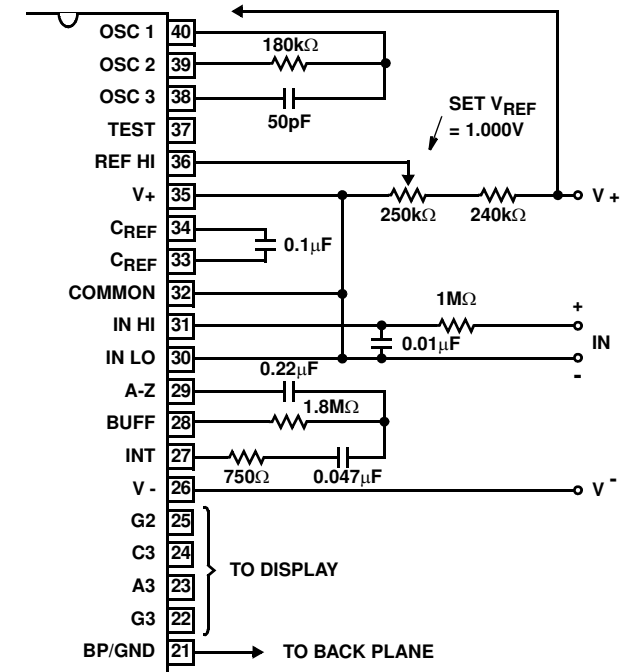 OSC 1 40
180kΩ
OSC 2 39
OSC 3 38
50pF
SET VREF
= 1.000V
TEST 37
REF HI 36
V+ 35
V +
250kΩ 240kΩ
CREF 34
0.1µF
CREF 33
COMMON 32
1MΩ
+
IN HI 31
0.01µF
IN
IN LO 30
-
0.22µF
A-Z 29
1.8MΩ
BUFF 28
INT 27
750Ω 0.047µF
V - 26
V -
G2 25
C3 24
TO DISPLAY
A3 23
G3 22
BP/GND 21
TO BACK PLANE